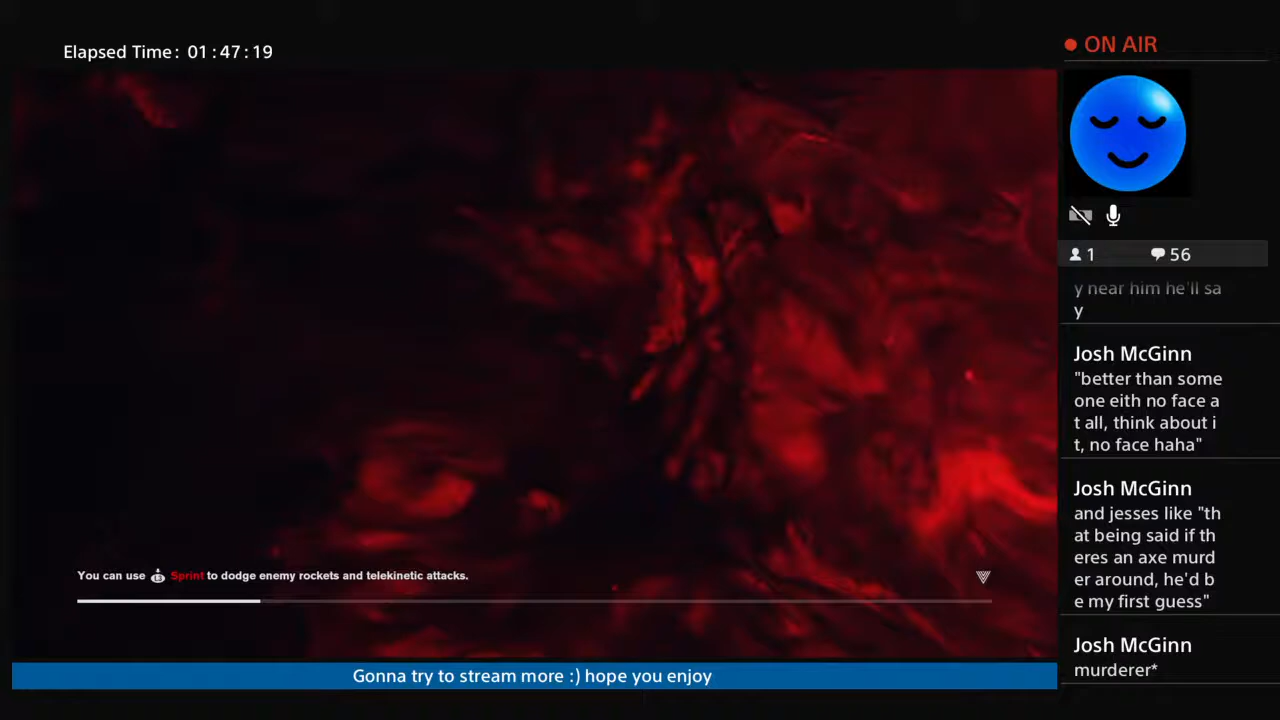 Elapsed Time: 01:47:19
ON AIR
1 56
y near him he'll sa
y
Josh McGinn
"better than some
one eith no face a
t all, think about i
t, no face haha"
Josh McGinn
and jesses like "th
at being said if th
eres an axe murd
er around, he'd b
e my first guess"
Josh McGinn
murderer*
You can use L3 Sprint to dodge enemy rockets and telekinetic attacks.
Gonna try to stream more :) hope you enjoy